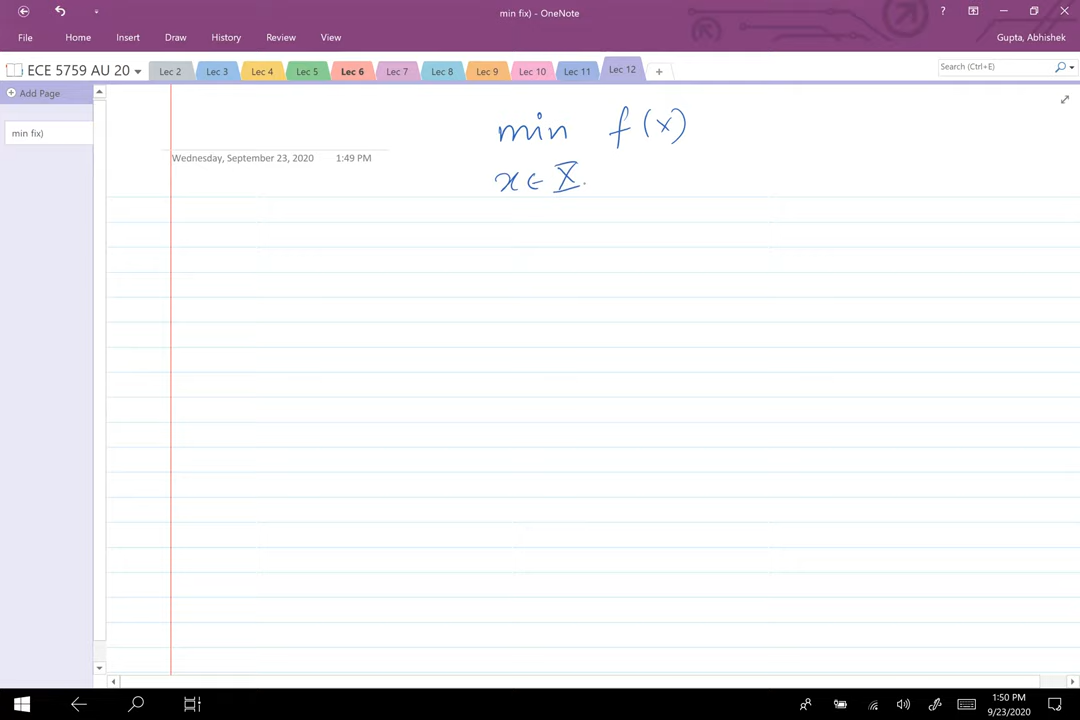 min fix) - OneNote
?
File Home Insert Draw History Review View
Gupta, Abhishek
ECE 5759 AU 20 Lec 2 Lec 3 Lec 4 Lec 5 Lec 6 Lec 7 Lec 8 Lec 9 Lec 10 Lec 11 Lec 12 +
Search (Ctrl+E)
Add Page
min fix)
min f(x)
Wednesday, September 23, 2020 1:49 PM
x ∈ X.
1:50 PM
9/23/2020